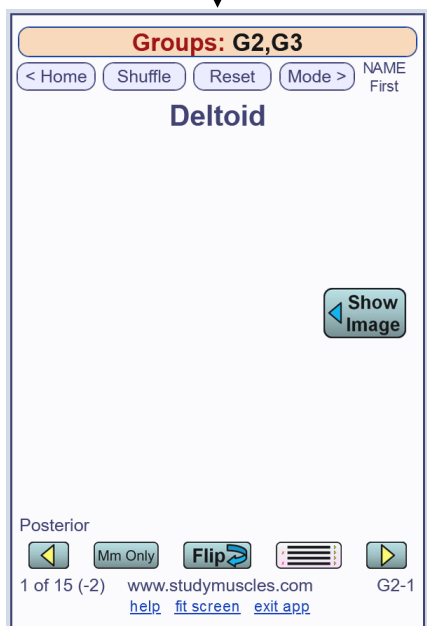 Groups: G2,G3
< Home Shuffle Reset Mode > NAME First
Deltoid
Show
Image
Posterior
Mm Only Flip
1 of 15 (-2) www.studymuscles.com G2-1
help fit screen exit app